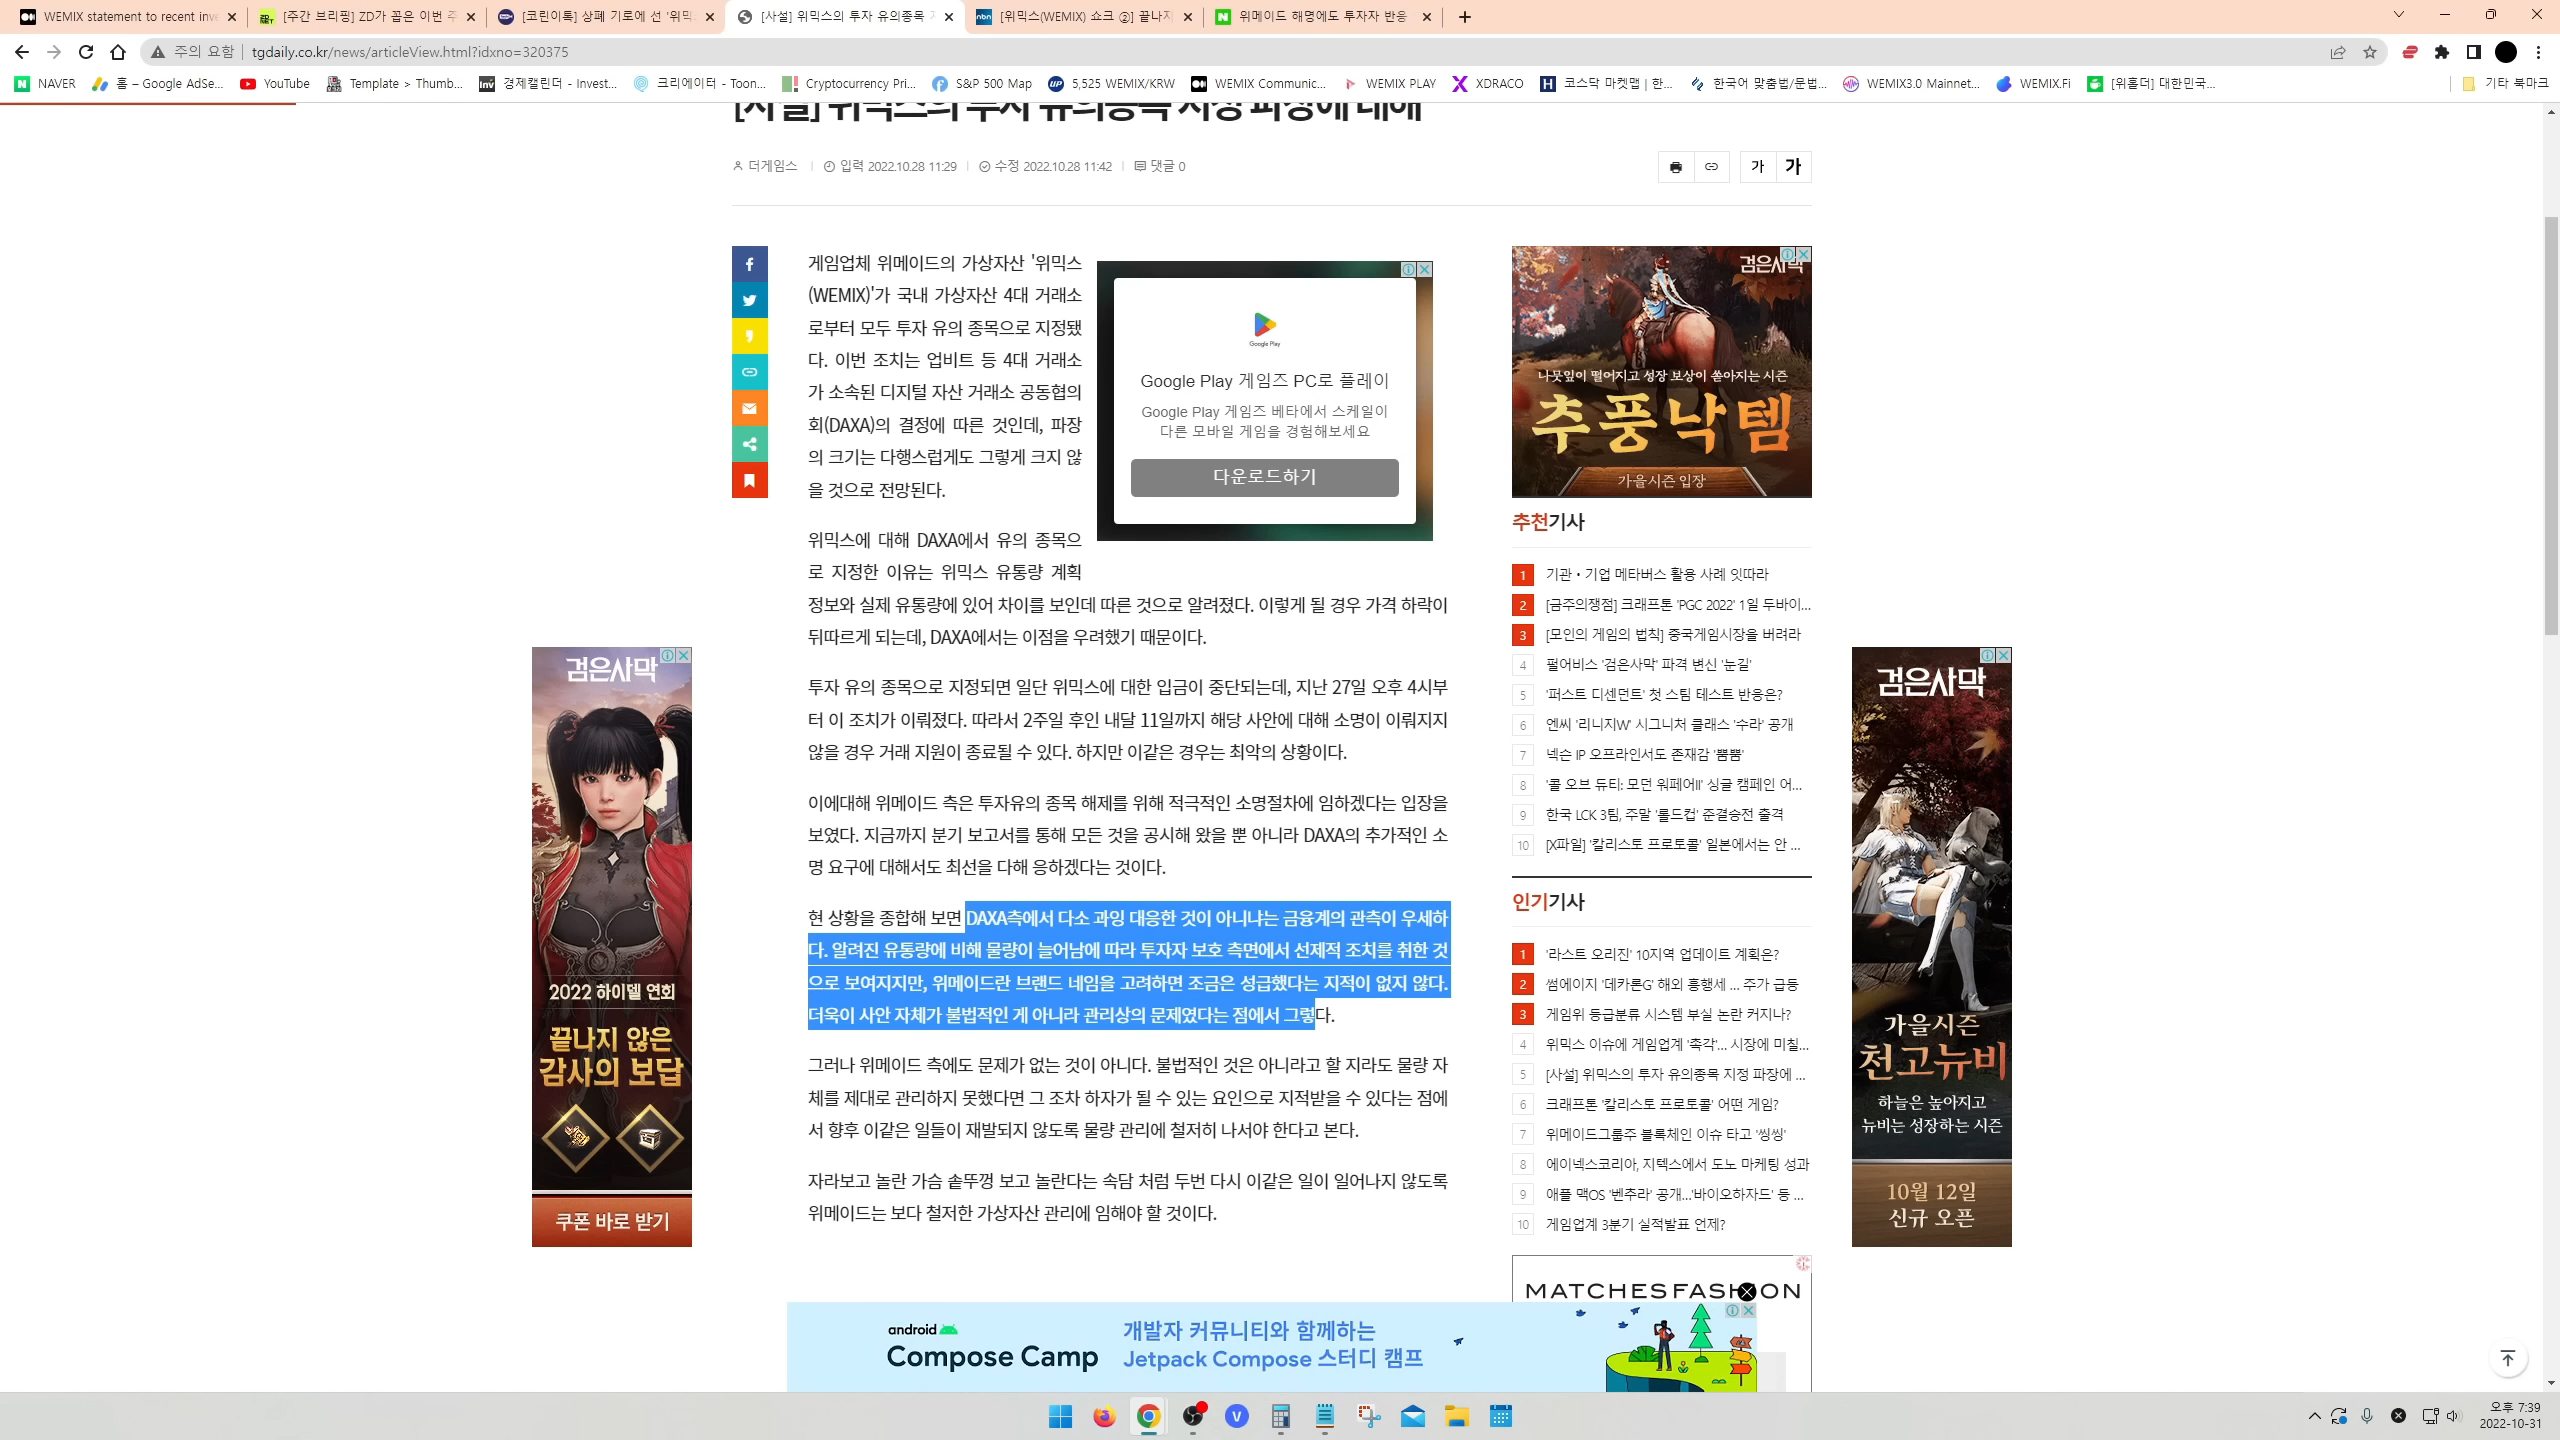 WEMIX statement to recent inve
[주간 브리핑] ZD가 꼽은 이번 주
[코린이톡] 상폐 기로에 선 '위믹
[사설] 위믹스의 투자 유의종목 지
[위믹스(WEMIX) 쇼크 ②] 끝나지
위메이드 해명에도 투자자 반응
주의 요함 | tgdaily.co.kr/news/articleView.html?idxno=320375
NAVER
홈 – Google AdSe...
YouTube
Template > Thumb...
경제캘린더 - Invest...
크리에이터 - Toon...
Cryptocurrency Pri...
S&P 500 Map
5,525 WEMIX/KRW
WEMIX Communic...
WEMIX PLAY
XDRACO
코스닥 마켓맵 | 한...
한국어 맞춤법/문법...
WEMIX3.0 Mainnet...
WEMIX.Fi
[위홀더] 대한민국...
기타 북마크
[사설] 위믹스의 투자 유의종목 지정 파장에 대해
더게임스
입력 2022.10.28 11:29
수정 2022.10.28 11:42
댓글 0
가
가
게임업체 위메이드의 가상자산 '위믹스
(WEMIX)'가 국내 가상자산 4대 거래소
로부터 모두 투자 유의 종목으로 지정됐
다. 이번 조치는 업비트 등 4대 거래소
가 소속된 디지털 자산 거래소 공동협의
회(DAXA)의 결정에 따른 것인데, 파장
의 크기는 다행스럽게도 그렇게 크지 않
을 것으로 전망된다.
위믹스에 대해 DAXA에서 유의 종목으
로 지정한 이유는 위믹스 유통량 계획
정보와 실제 유통량에 있어 차이를 보인데 따른 것으로 알려졌다. 이렇게 될 경우 가격 하락이
뒤따르게 되는데, DAXA에서는 이점을 우려했기 때문이다.
투자 유의 종목으로 지정되면 일단 위믹스에 대한 입금이 중단되는데, 지난 27일 오후 4시부
터 이 조치가 이뤄졌다. 따라서 2주일 후인 내달 11일까지 해당 사안에 대해 소명이 이뤄지지
않을 경우 거래 지원이 종료될 수 있다. 하지만 이같은 경우는 최악의 상황이다.
이에대해 위메이드 측은 투자유의 종목 해제를 위해 적극적인 소명절차에 임하겠다는 입장을
보였다. 지금까지 분기 보고서를 통해 모든 것을 공시해 왔을 뿐 아니라 DAXA의 추가적인 소
명 요구에 대해서도 최선을 다해 응하겠다는 것이다.
현 상황을 종합해 보면 DAXA측에서 다소 과잉 대응한 것이 아니냐는 금융계의 관측이 우세하
다. 알려진 유통량에 비해 물량이 늘어남에 따라 투자자 보호 측면에서 선제적 조치를 취한 것
으로 보여지지만, 위메이드란 브랜드 네임을 고려하면 조금은 성급했다는 지적이 없지 않다.
더욱이 사안 자체가 불법적인 게 아니라 관리상의 문제였다는 점에서 그렇다.
그러나 위메이드 측에도 문제가 없는 것이 아니다. 불법적인 것은 아니라고 할 지라도 물량 자
체를 제대로 관리하지 못했다면 그 조차 하자가 될 수 있는 요인으로 지적받을 수 있다는 점에
서 향후 이같은 일들이 재발되지 않도록 물량 관리에 철저히 나서야 한다고 본다.
자라보고 놀란 가슴 솥뚜껑 보고 놀란다는 속담 처럼 두번 다시 이같은 일이 일어나지 않도록
위메이드는 보다 철저한 가상자산 관리에 임해야 할 것이다.
Google Play
Google Play 게임즈 PC로 플레이
Google Play 게임즈 베타에서 스케일이
다른 모바일 게임을 경험해보세요
다운로드하기
검은사막
나뭇잎이 떨어지고 성장 보상이 쏟아지는 시즌
추풍낙템
가을시즌 입장
추천기사
1 기관・기업 메타버스 활용 사례 잇따라
2 [금주의쟁점] 크래프톤 'PGC 2022' 1일 두바이...
3 [모인의 게임의 법칙] 중국게임시장을 버려라
4 펄어비스 '검은사막' 파격 변신 '눈길'
5 '퍼스트 디센던트' 첫 스팀 테스트 반응은?
6 엔씨 '리니지W' 시그니처 클래스 '수라' 공개
7 넥슨 IP 오프라인서도 존재감 '뿜뿜'
8 '콜 오브 듀티: 모던 워페어II' 싱글 캠페인 어...
9 한국 LCK 3팀, 주말 '롤드컵' 준결승전 출격
10 [X파일] '칼리스토 프로토콜' 일본에서는 안 ...
인기기사
1 '라스트 오리진' 10지역 업데이트 계획은?
2 썸에이지 '데카론G' 해외 흥행세 ... 주가 급등
3 게임위 등급분류 시스템 부실 논란 커지나?
4 위믹스 이슈에 게임업계 '촉각'... 시장에 미칠...
5 [사설] 위믹스의 투자 유의종목 지정 파장에 ...
6 크래프톤 '칼리스토 프로토콜' 어떤 게임?
7 위메이드그룹주 블록체인 이슈 타고 '씽씽'
8 에이넥스코리아, 지텍스에서 도노 마케팅 성과
9 애플 맥OS '벤추라' 공개...'바이오하자드' 등 ...
10 게임업계 3분기 실적발표 언제?
MATCHESFASHION
검은사막
2022 하이델 연회
끝나지 않은
감사의 보답
쿠폰 바로 받기
검은사막
가을시즌
천고뉴비
하늘은 높아지고
뉴비는 성장하는 시즌
10월 12일
신규 오픈
android
Compose Camp
개발자 커뮤니티와 함께하는
Jetpack Compose 스터디 캠프
오후 7:39
2022-10-31